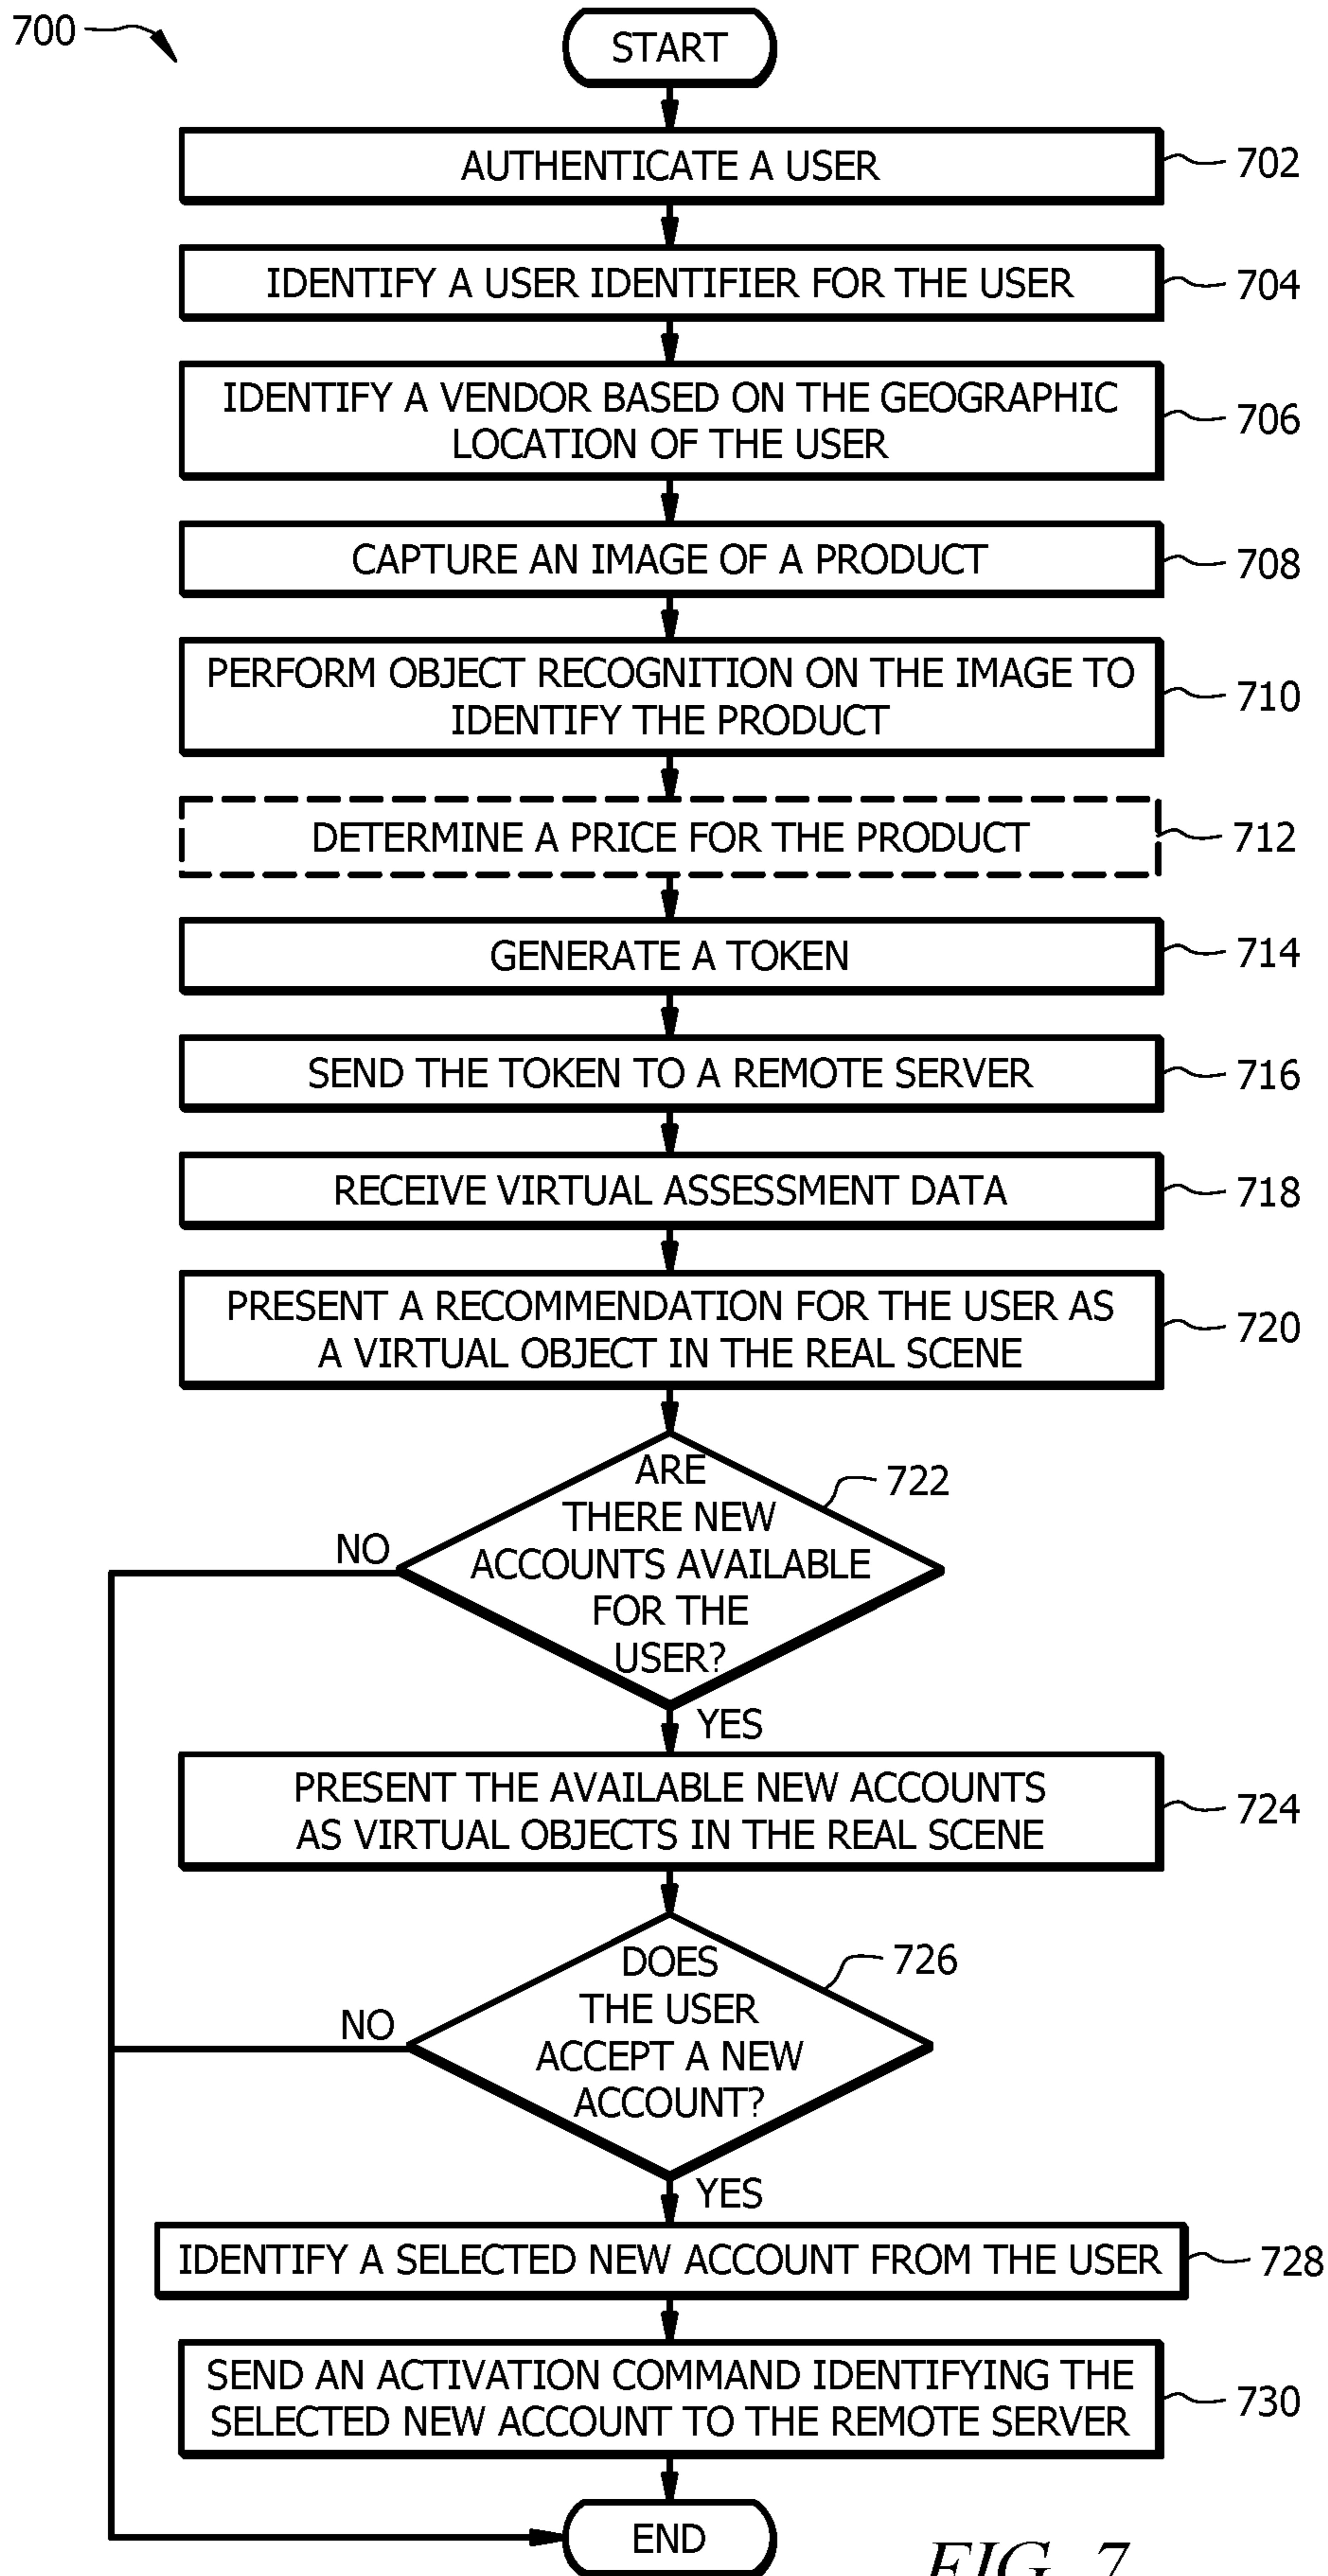 700
START
AUTHENTICATE A USER
702
IDENTIFY A USER IDENTIFIER FOR THE USER
704
IDENTIFY A VENDOR BASED ON THE GEOGRAPHIC
LOCATION OF THE USER
706
CAPTURE AN IMAGE OF A PRODUCT
708
PERFORM OBJECT RECOGNITION ON THE IMAGE TO
IDENTIFY THE PRODUCT
710
DETERMINE A PRICE FOR THE PRODUCT
712
GENERATE A TOKEN
714
SEND THE TOKEN TO A REMOTE SERVER
716
RECEIVE VIRTUAL ASSESSMENT DATA
718
PRESENT A RECOMMENDATION FOR THE USER AS
A VIRTUAL OBJECT IN THE REAL SCENE
720
ARE
THERE NEW
ACCOUNTS AVAILABLE
FOR THE
USER?
722
NO
YES
PRESENT THE AVAILABLE NEW ACCOUNTS
AS VIRTUAL OBJECTS IN THE REAL SCENE
724
DOES
THE USER
ACCEPT A NEW
ACCOUNT?
726
NO
YES
IDENTIFY A SELECTED NEW ACCOUNT FROM THE USER
728
SEND AN ACTIVATION COMMAND IDENTIFYING THE
SELECTED NEW ACCOUNT TO THE REMOTE SERVER
730
END
FIG. 7